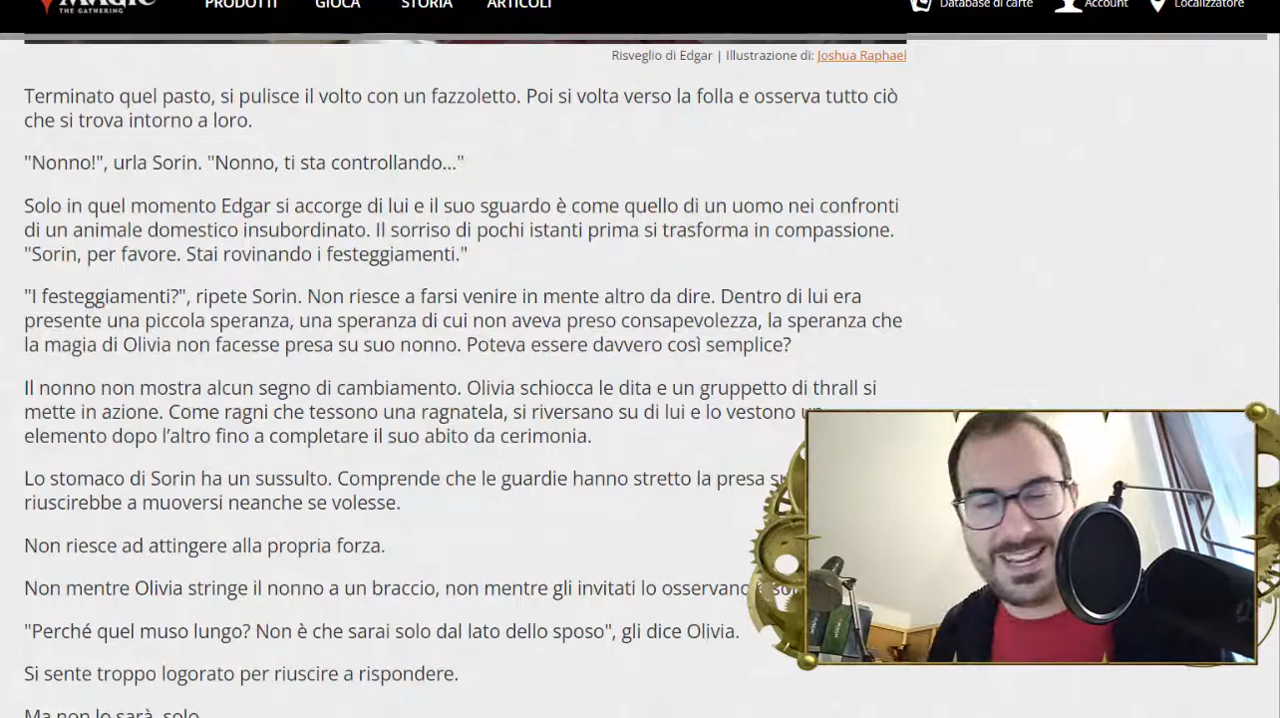 MAGIC
THE GATHERING
PRODOTTI GIOCA STORIA ARTICOLI Database di carte Account Localizzatore
Risveglio di Edgar | Illustrazione di: Joshua Raphael
Terminato quel pasto, si pulisce il volto con un fazzoletto. Poi si volta verso la folla e osserva tutto ciò
che si trova intorno a loro.
"Nonno!", urla Sorin. "Nonno, ti sta controllando..."
Solo in quel momento Edgar si accorge di lui e il suo sguardo è come quello di un uomo nei confronti
di un animale domestico insubordinato. Il sorriso di pochi istanti prima si trasforma in compassione.
"Sorin, per favore. Stai rovinando i festeggiamenti."
"I festeggiamenti?", ripete Sorin. Non riesce a farsi venire in mente altro da dire. Dentro di lui era
presente una piccola speranza, una speranza di cui non aveva preso consapevolezza, la speranza che
la magia di Olivia non facesse presa su suo nonno. Poteva essere davvero così semplice?
Il nonno non mostra alcun segno di cambiamento. Olivia schiocca le dita e un gruppetto di thrall si
mette in azione. Come ragni che tessono una ragnatela, si riversano su di lui e lo vestono
elemento dopo l'altro fino a completare il suo abito da cerimonia.
Lo stomaco di Sorin ha un sussulto. Comprende che le guardie hanno stretto la presa
riuscirebbe a muoversi neanche se volesse.
Non riesce ad attingere alla propria forza.
Non mentre Olivia stringe il nonno a un braccio, non mentre gli invitati lo osservano
"Perché quel muso lungo? Non è che sarai solo dal lato dello sposo", gli dice Olivia.
Si sente troppo logorato per riuscire a rispondere.
Ma non lo sarà, solo.